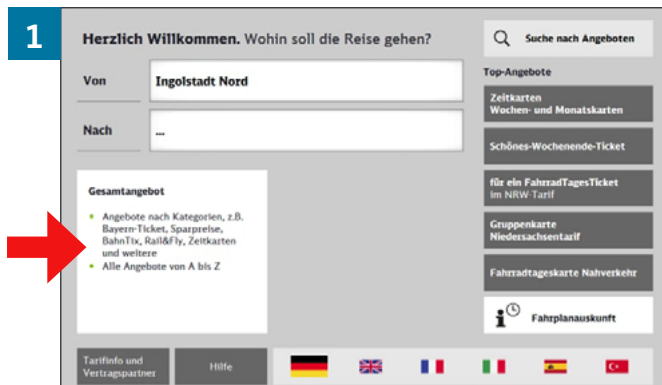 1
Herzlich Willkommen. Wohin soll die Reise gehen?
Von
Ingolstadt Nord
Nach
...
Gesamtangebot
• Angebote nach Kategorien, z.B.
Bayern-Ticket, Sparpreise,
BahnTix, Rail&Fly, Zeitkarten
und weitere
• Alle Angebote von A bis Z
Suche nach Angeboten
Top-Angebote
Zeitkarten
Wochen- und Monatskarten
Schönes-Wochenende-Ticket
für ein FahrradTagesTicket
im NRW-Tarif
Gruppenkarte
Niedersachsentarif
Fahrradtageskarte Nahverkehr
Fahrplanauskunft
Tarifinfo und
Vertragspartner
Hilfe